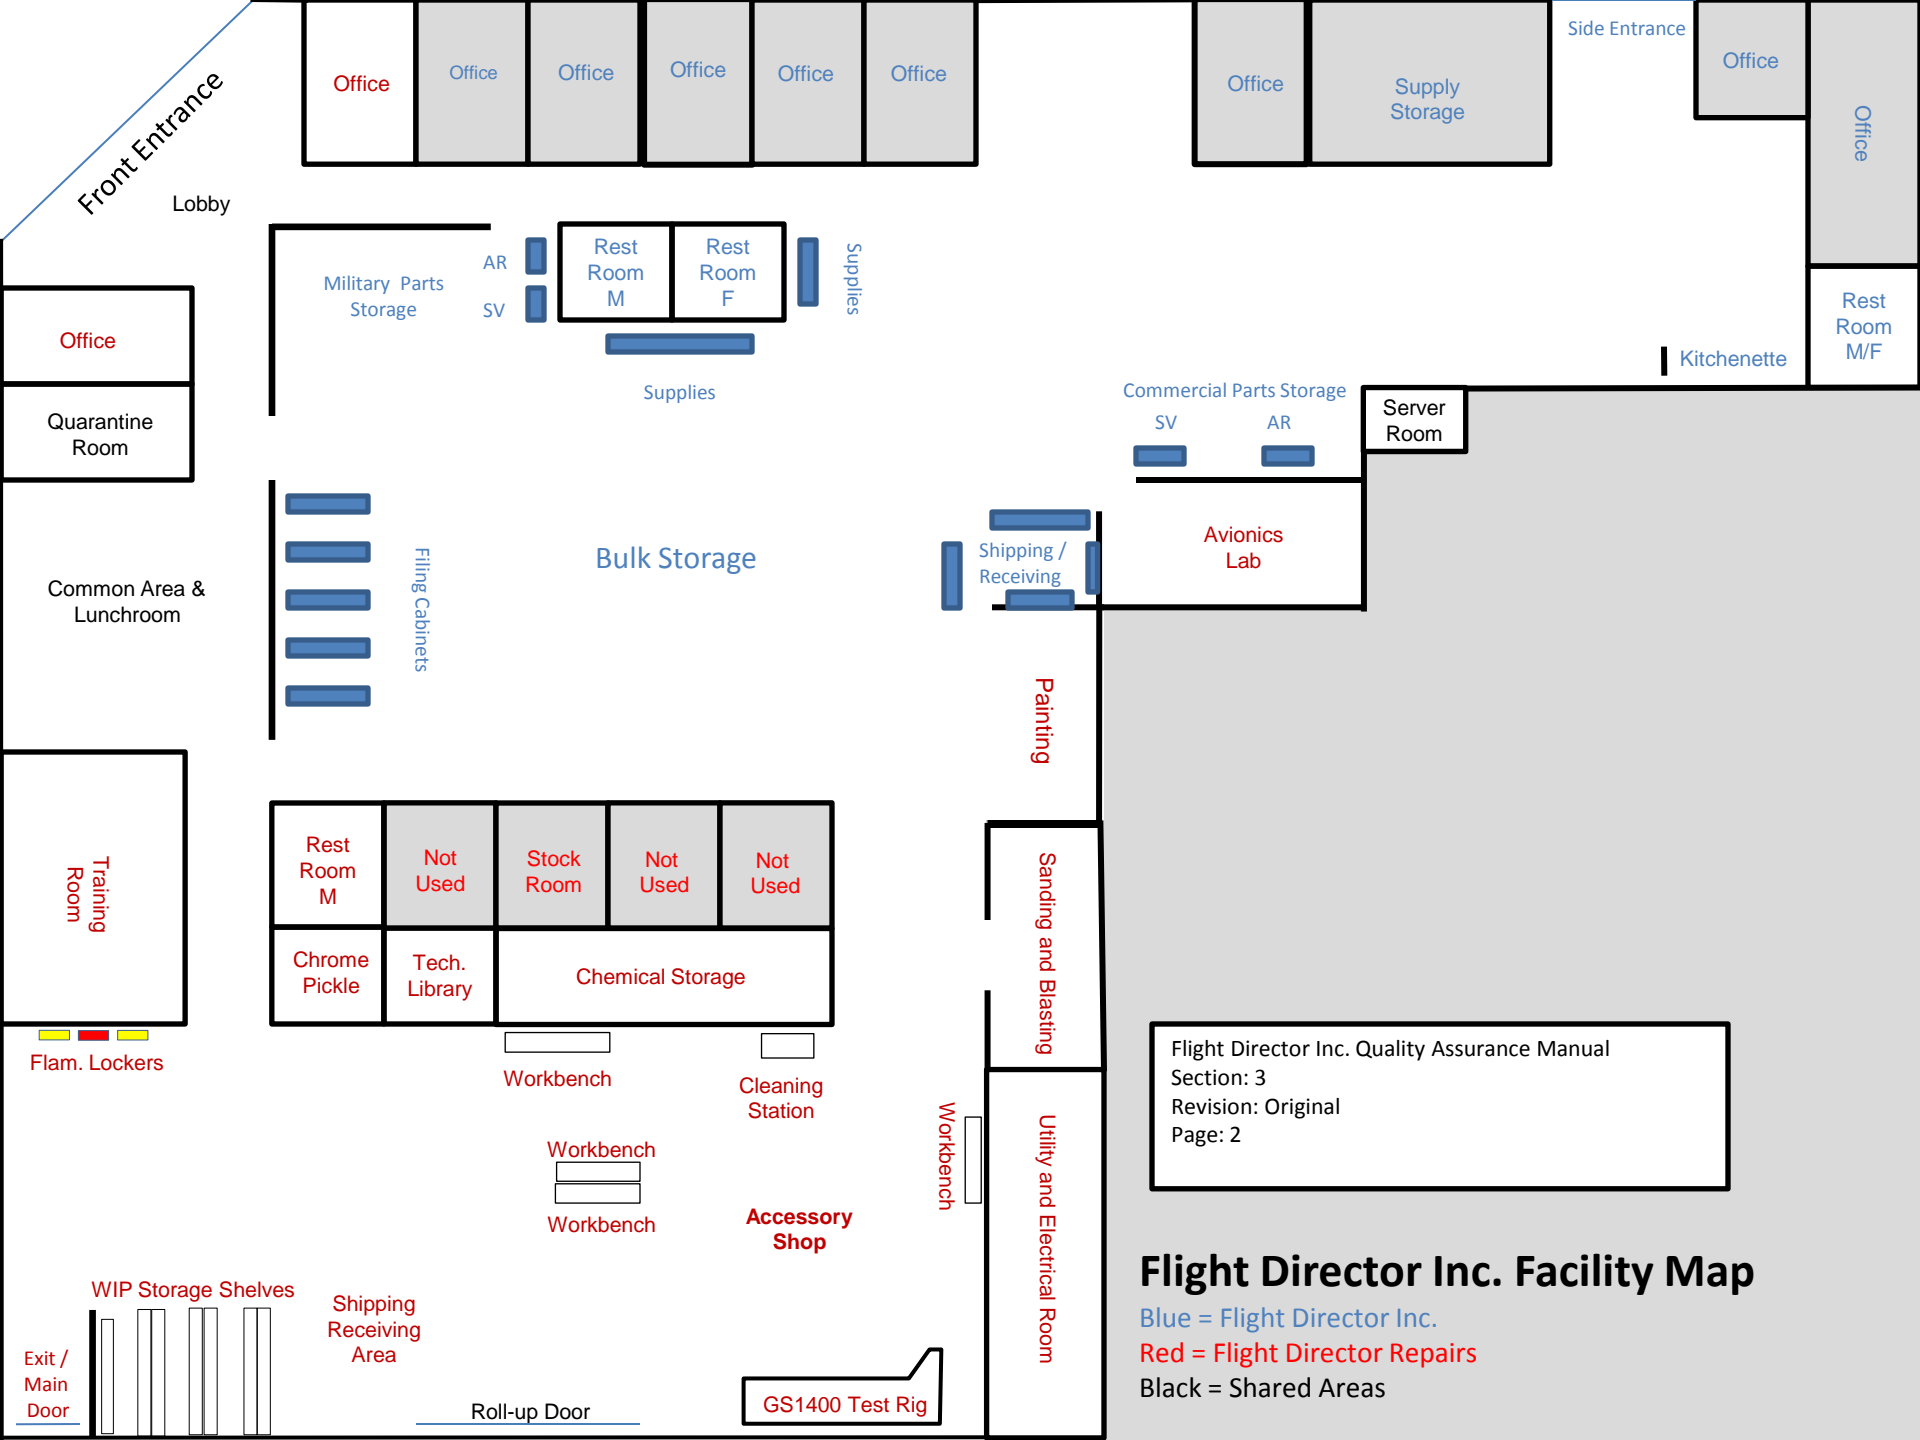 Office
Office
Office
Office
Office
Office
Office
Supply
Storage
Side Entrance
Office
Office
Front Entrance
Lobby
Military  Parts
Storage
AR
SV
Rest
Room
M
Rest
Room
F
Supplies
Supplies
Rest
Room
M/F
Kitchenette
Office
Quarantine
Room
Commercial Parts Storage
SV
AR
Server
Room
Common Area &
Lunchroom
Filing Cabinets
Bulk Storage
Shipping /
Receiving
Avionics
Lab
Painting
Training
Room
Rest
Room
M
Not
Used
Stock
Room
Not
Used
Not
Used
Chrome
Pickle
Tech.
Library
Chemical Storage
Sanding and Blasting
Flam. Lockers
Workbench
Cleaning
Station
Workbench
Workbench
Workbench
Accessory
Shop
Utility and Electrical Room
WIP Storage Shelves
Shipping
Receiving
Area
Exit /
Main
Door
Roll-up Door
GS1400 Test Rig
Flight Director Inc. Quality Assurance Manual
Section: 3
Revision: Original
Page: 2
Flight Director Inc. Facility Map
Blue = Flight Director Inc.
Red = Flight Director Repairs
Black = Shared Areas